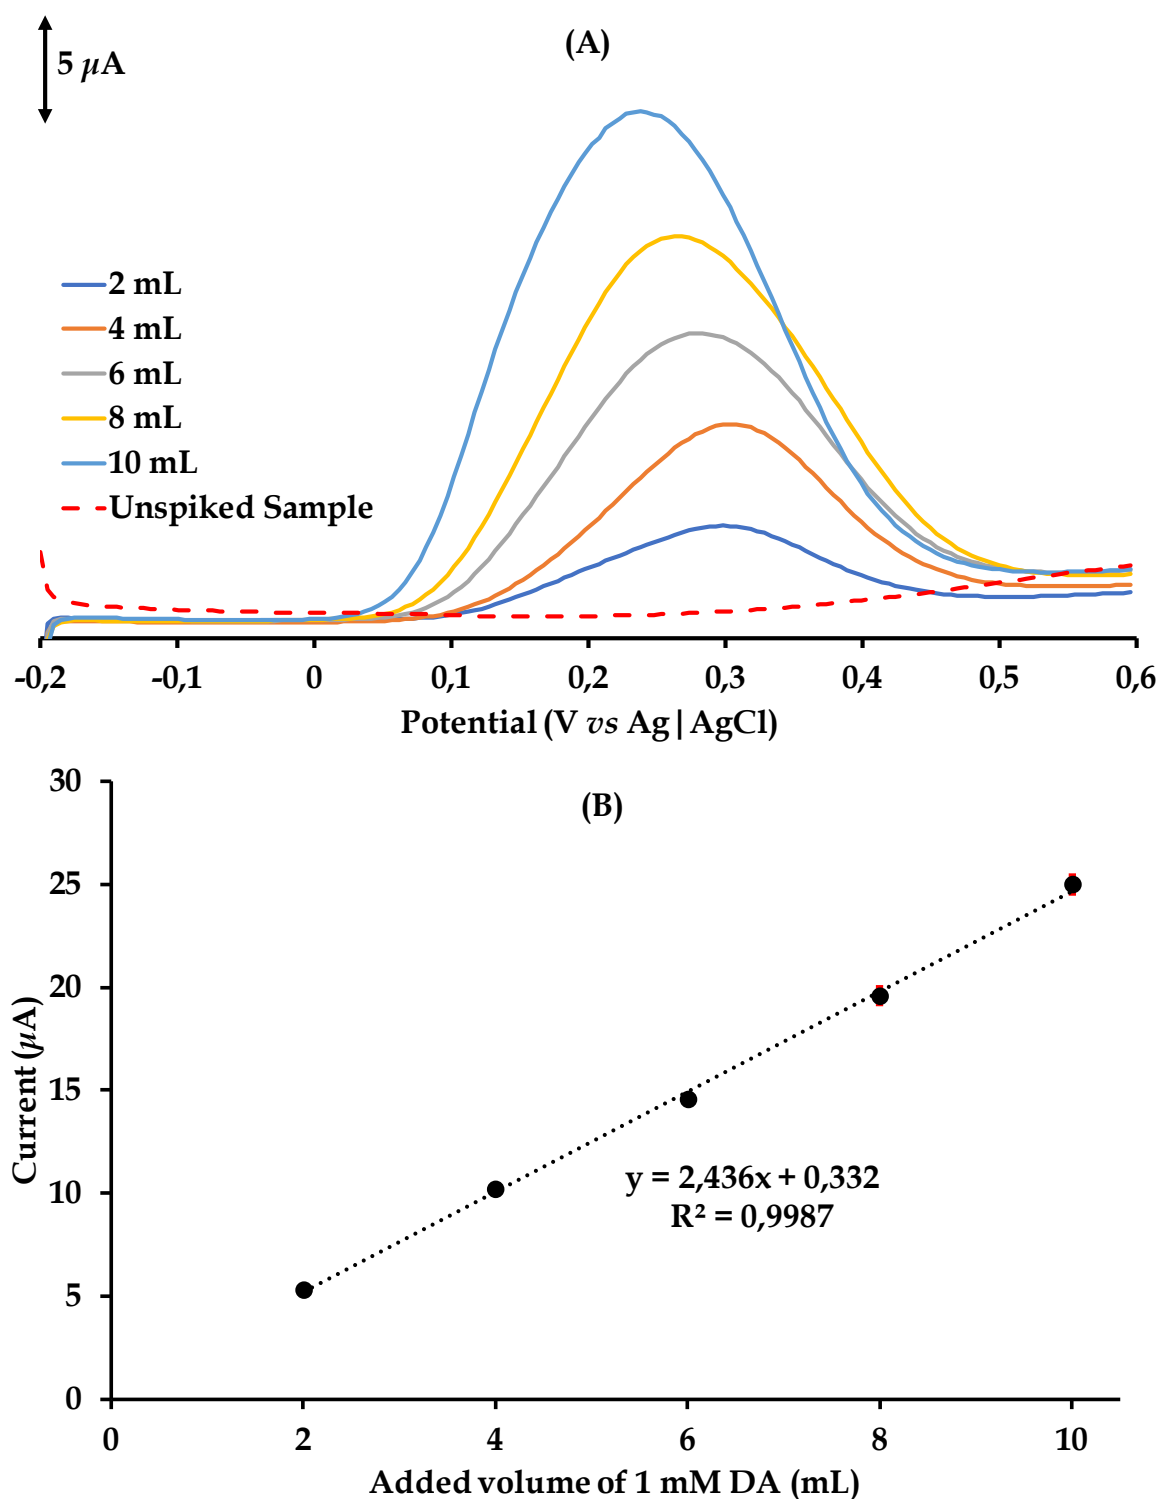 (A)
5 µA
2 mL
4 mL
6 mL
8 mL
10 mL
Unspiked Sample
-0,2 -0,1 0 0,1 0,2 0,3 0,4 0,5 0,6
Potential (V vs Ag|AgCl)
(B)
30
25
20
15
10
5
0
Current (µA)
y = 2,436x + 0,332
R² = 0,9987
0 2 4 6 8 10
Added volume of 1 mM DA (mL)